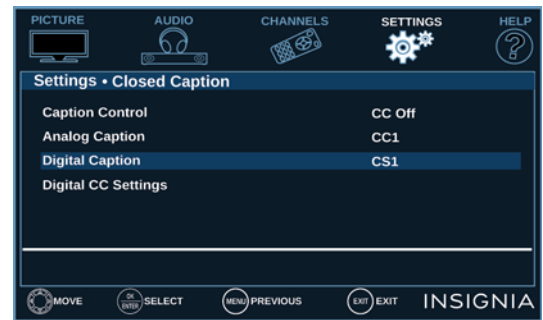 PICTURE AUDIO CHANNELS SETTINGS HELP
Settings • Closed Caption
Caption Control CC Off
Analog Caption CC1
Digital Caption CS1
Digital CC Settings
MOVE OK ENTER SELECT MENU PREVIOUS EXIT EXIT INSIGNIA